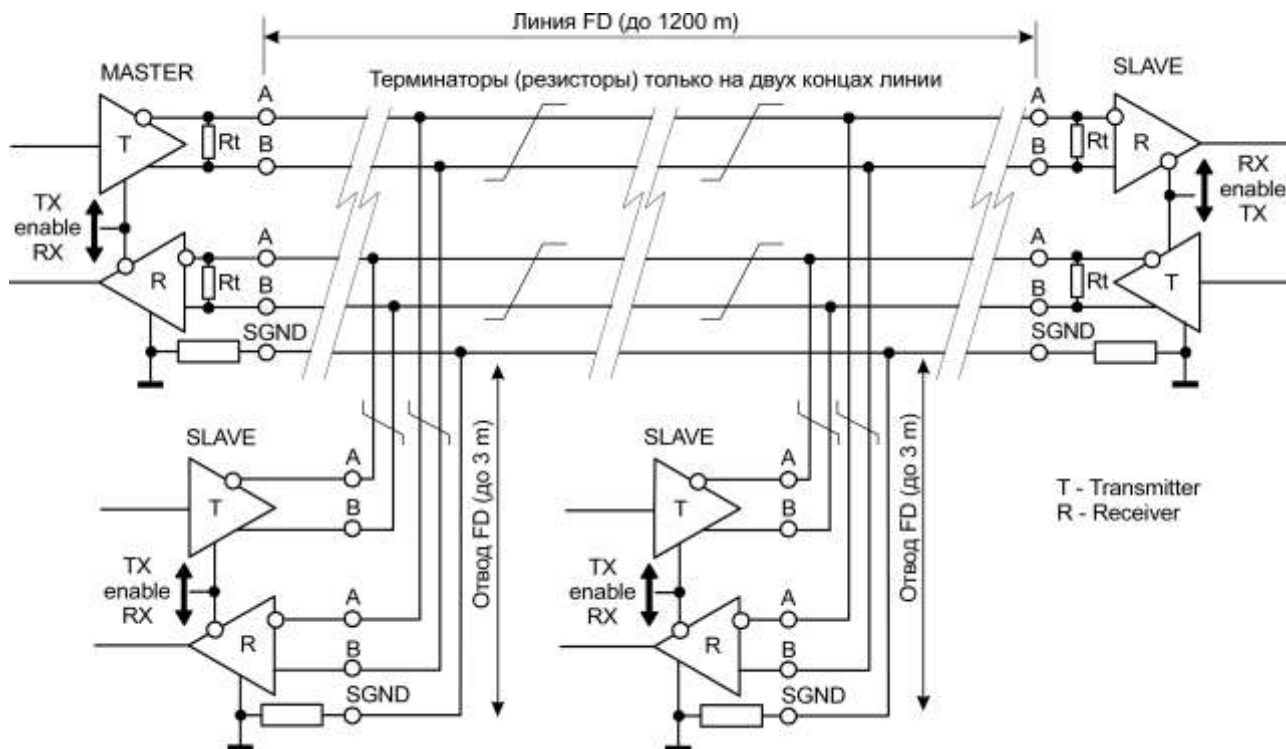 Линия FD (до 1200 m)
MASTER
SLAVE
Терминаторы (резисторы) только на двух концах линии
A
A
T
Rt
B
B
Rt
R
TX
enable
RX
RX
enable
TX
A
A
R
Rt
B
B
Rt
T
SGND
SGND
SLAVE
SLAVE
A
A
T
B
T
B
Отвод FD (до 3 m)
Отвод FD (до 3 m)
T - Transmitter
R - Receiver
TX
enable
RX
TX
enable
RX
A
A
R
B
R
B
SGND
SGND